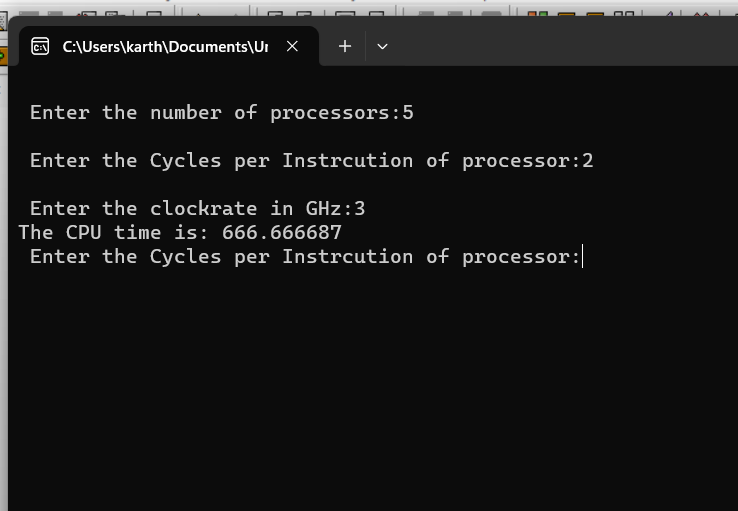 C:\Users\karth\Documents\Ur
Enter the number of processors:5
Enter the Cycles per Instrcution of processor:2
Enter the clockrate in GHz:3
The CPU time is: 666.666687
Enter the Cycles per Instrcution of processor: